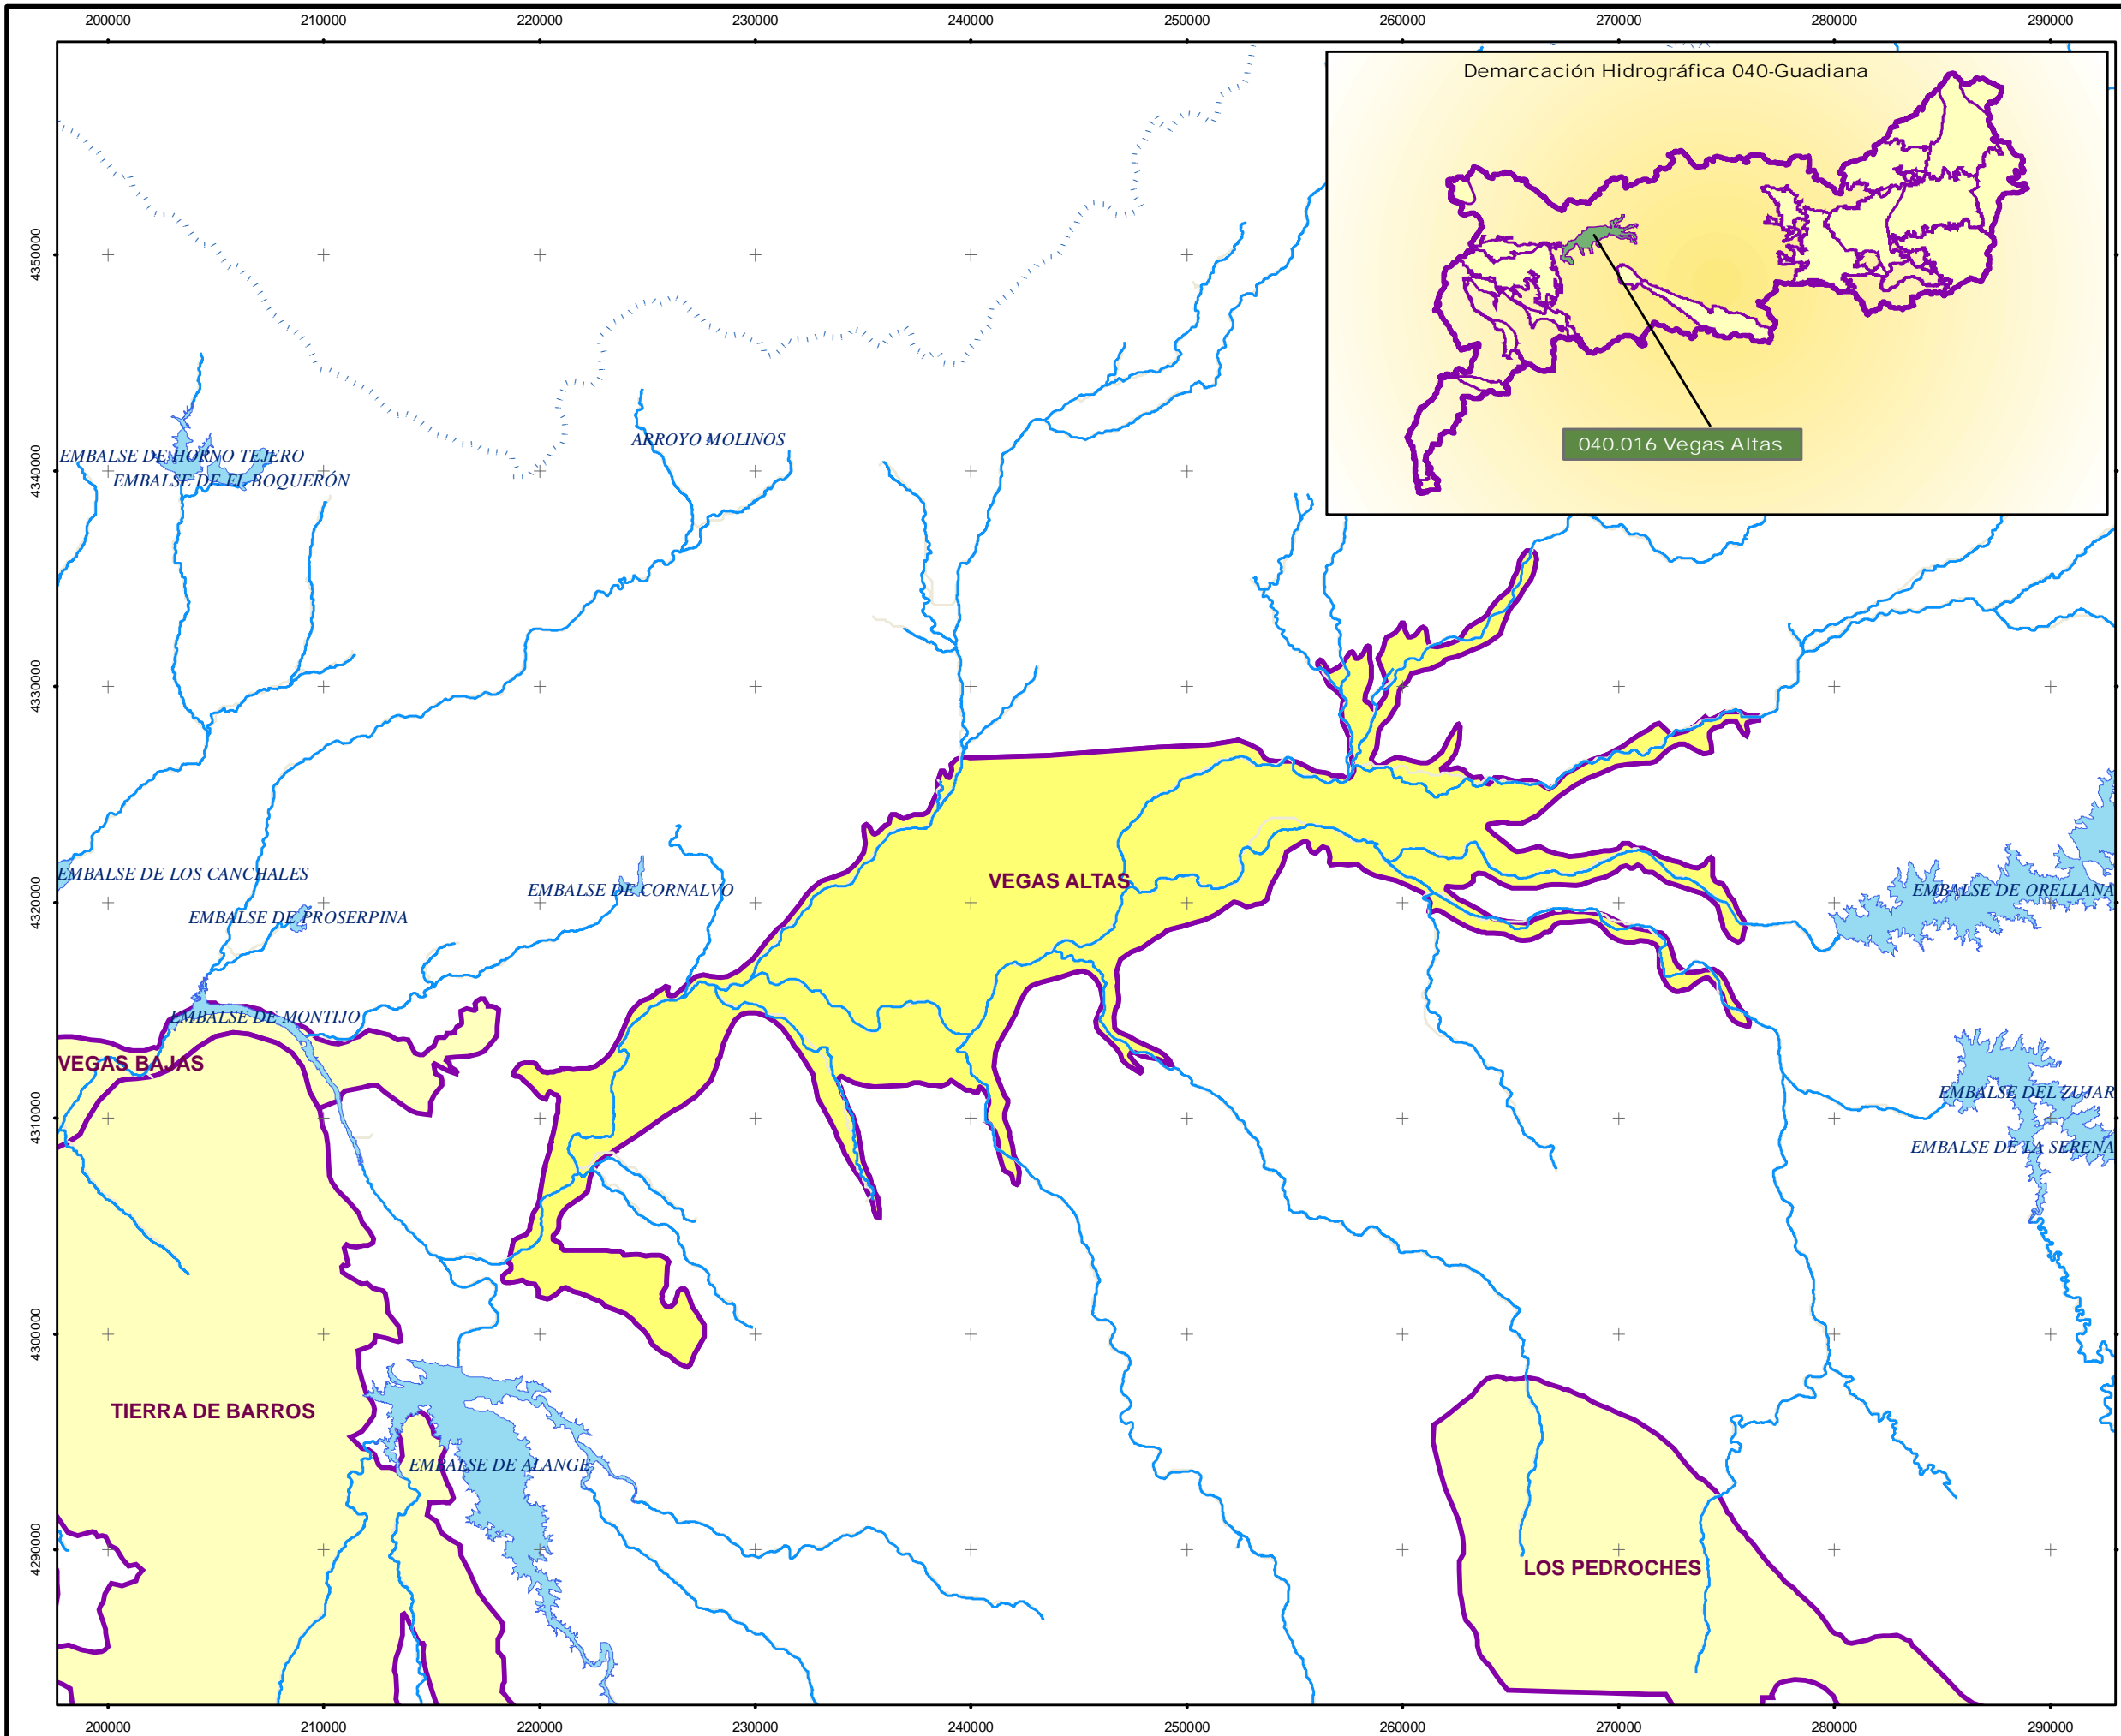 200000 210000 220000 230000 240000 250000 260000 270000 280000 290000
Demarcación Hidrográfica 040-Guadiana
040.016 Vegas Altas
4350000
4340000
4330000
4320000
4310000
4300000
4290000
ARROYO MOLINOS
EMBALSE DE HORNO TEJERO
EMBALSE DE EL BOQUERÓN
EMBALSE DE LOS CANCHALES
VEGAS ALTAS
EMBALSE DE CORNALVO
EMBALSE DE ORELLANA
EMBALSE DE PROSERPINA
EMBALSE DE MONTIJO
VEGAS BAJAS
EMBALSE DEL ZUJAR
EMBALSE DE LA SERENA
TIERRA DE BARROS
EMBALSE DE ALANGE
LOS PEDROCHES
200000 210000 220000 230000 240000 250000 260000 270000 280000 290000